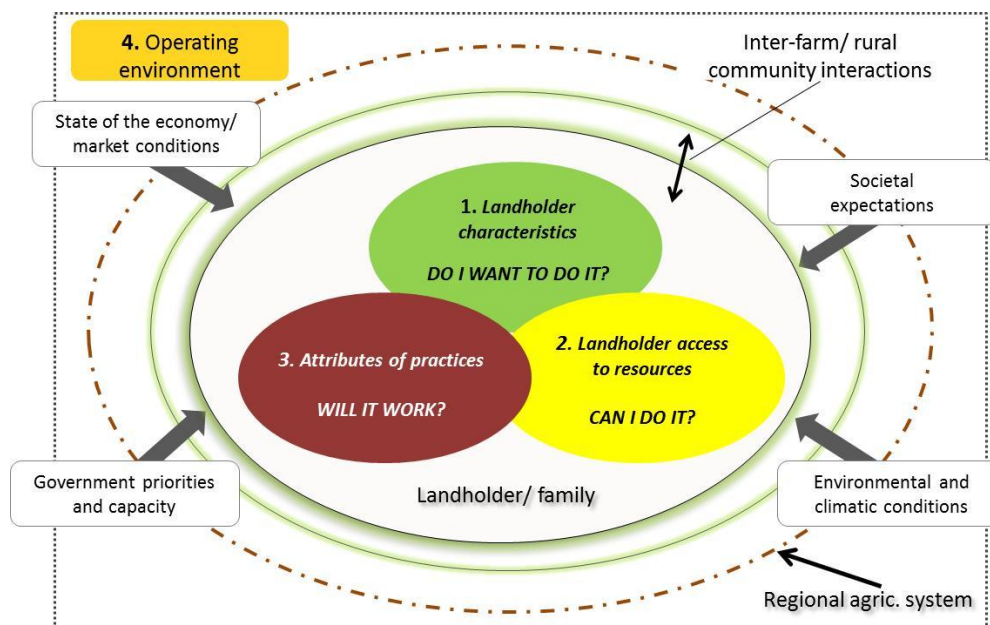 4. Operating
environment
Inter-farm/ rural
community interactions
State of the economy/
market conditions
Societal
expectations
1. Landholder
characteristics
DO I WANT TO DO IT?
3. Attributes of practices
WILL IT WORK?
2. Landholder access
to resources
CAN I DO IT?
Landholder/ family
Government priorities
and capacity
Environmental and
climatic conditions
Regional agric. system